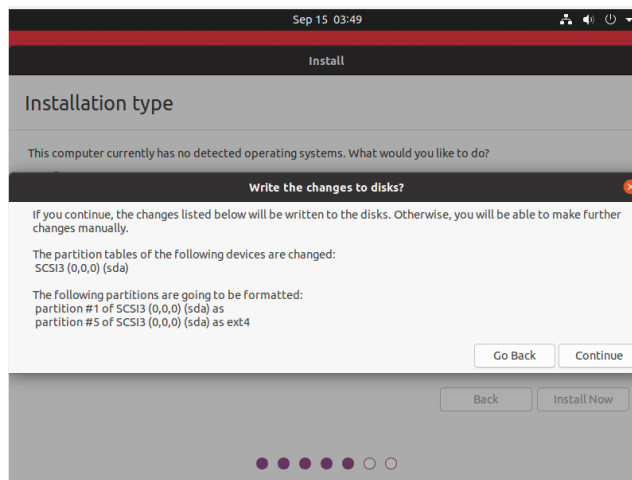 Sep 15 03:49
Install
Installation type
This computer currently has no detected operating systems. What would you like to do?
Write the changes to disks?
If you continue, the changes listed below will be written to the disks. Otherwise, you will be able to make further
changes manually.
The partition tables of the following devices are changed:
SCSI3 (0,0,0) (sda)
The following partitions are going to be formatted:
partition #1 of SCSI3 (0,0,0) (sda) as
partition #5 of SCSI3 (0,0,0) (sda) as ext4
Go Back Continue
Back Install Now